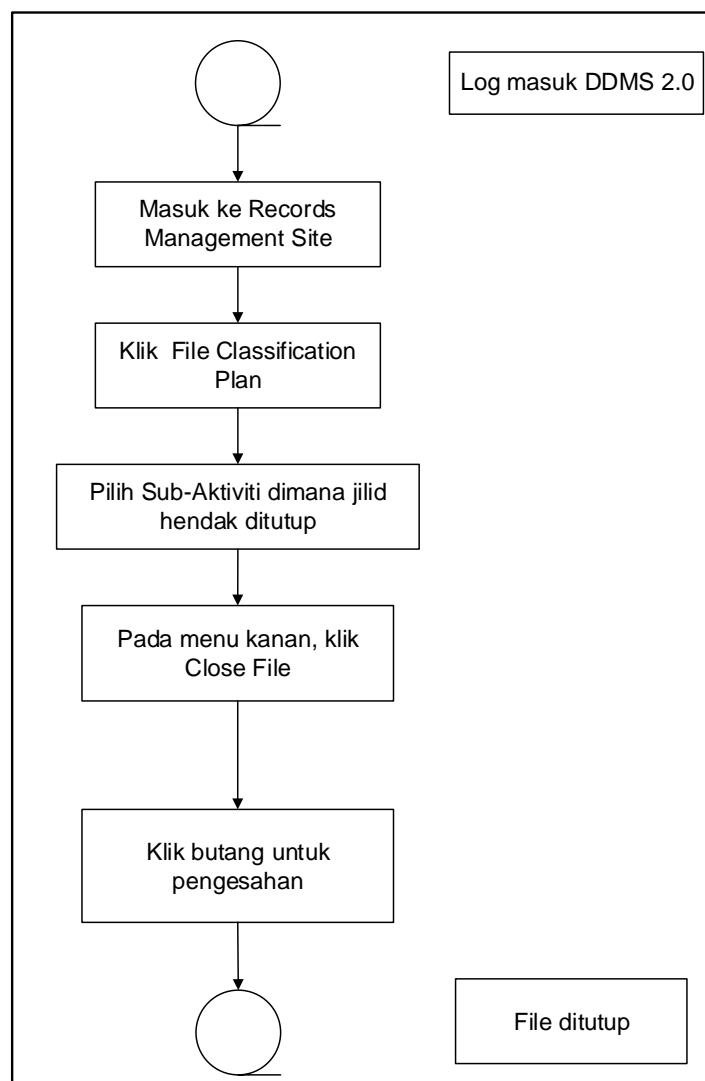 Log masuk DDMS 2.0
Masuk ke Records
Management Site
Klik  File Classification
Plan
Pilih Sub-Aktiviti dimana jilid
hendak ditutup
Pada menu kanan, klik
Close File
Klik butang untuk
pengesahan
File ditutup